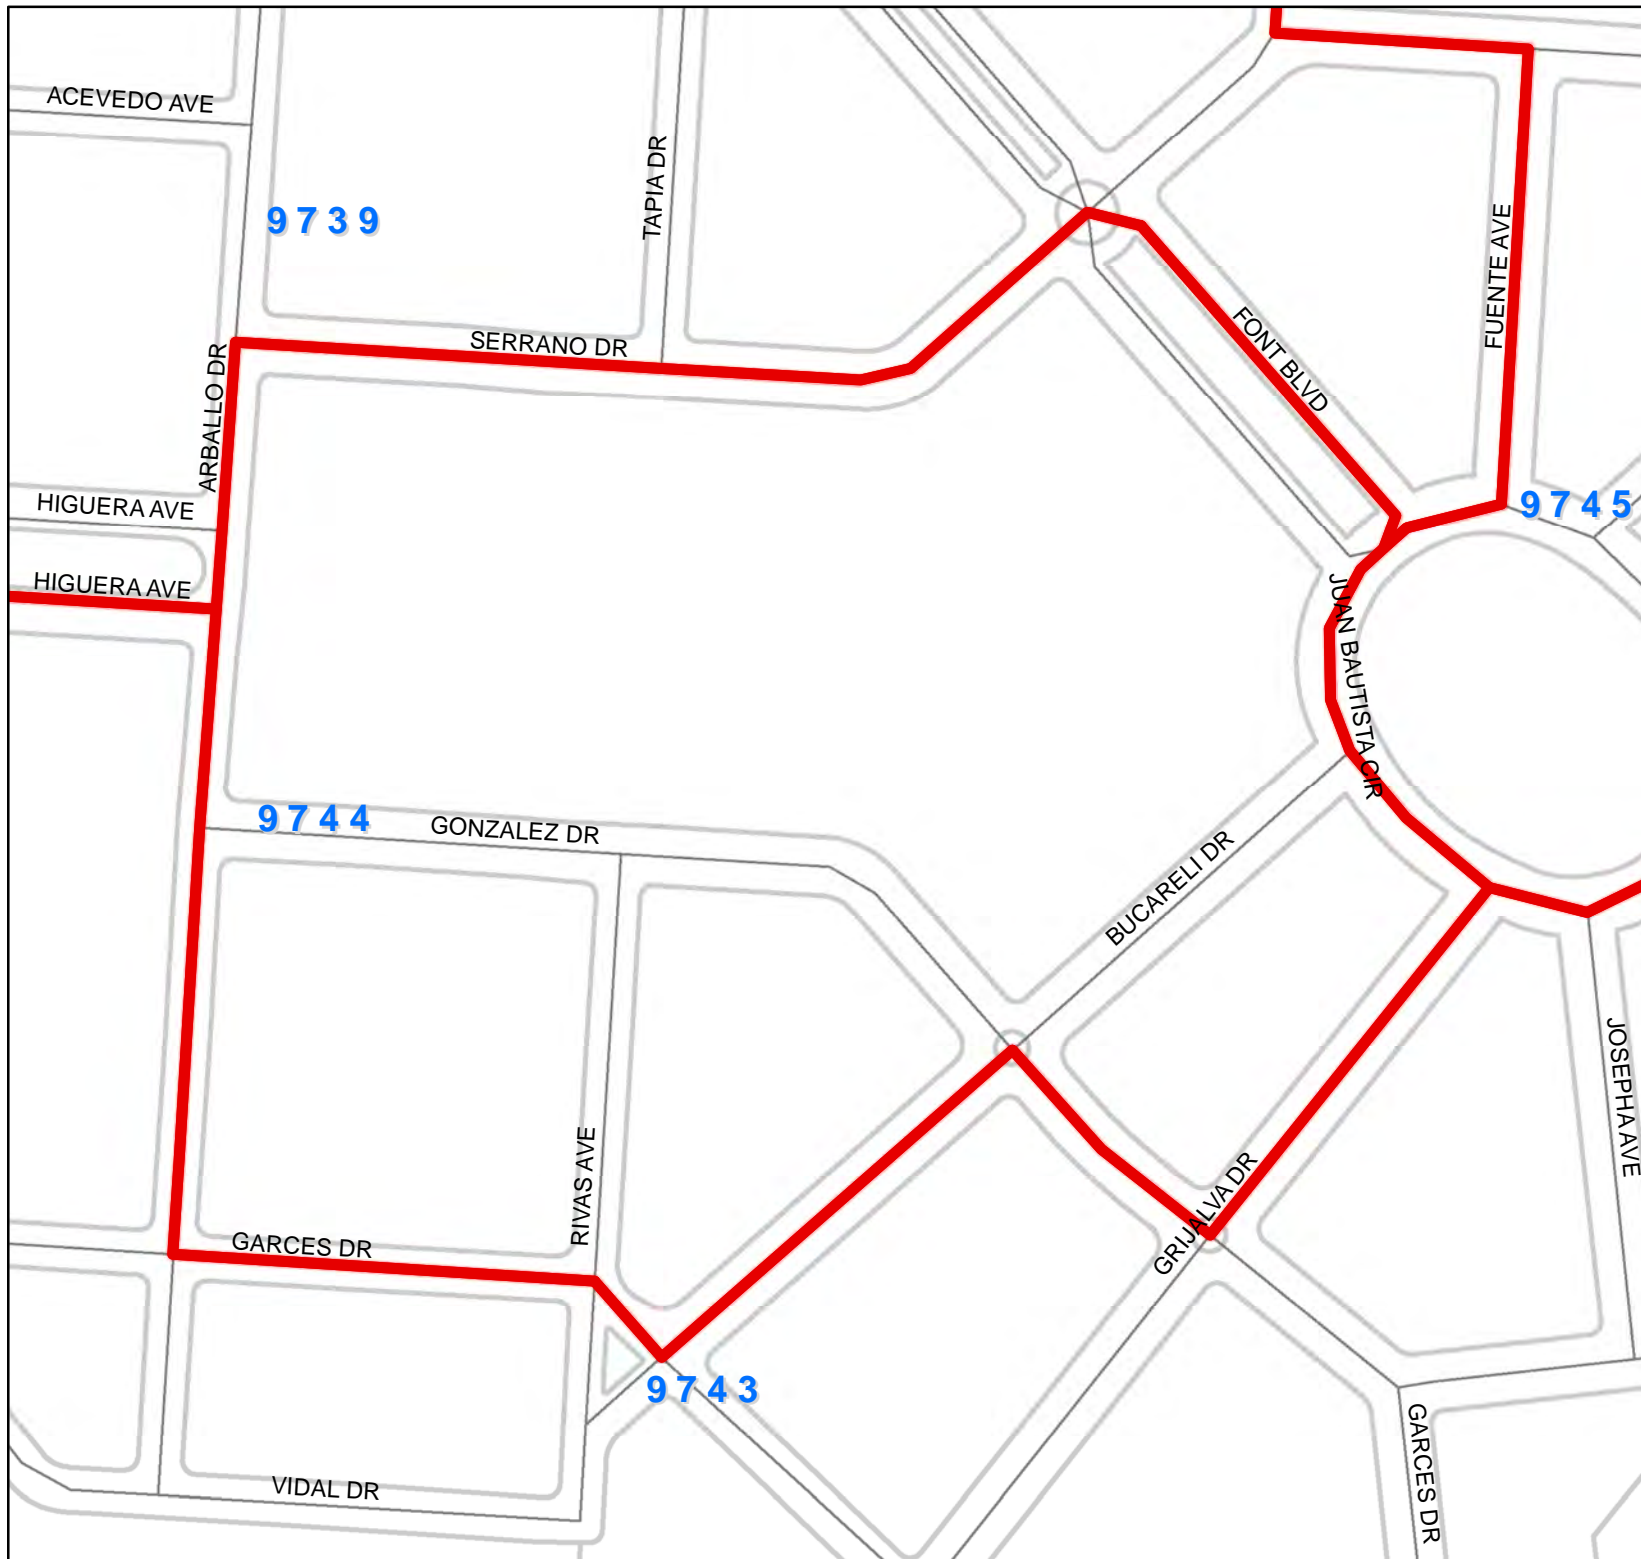 ACEVEDO AVE
TAPIA DR
9739
FUENTE AVE
SERRANO DR
FONT BLVD
ARBALLO DR
HIGUERA AVE
9745
HIGUERA AVE
JUAN BAUTISTA CIR
9744
GONZALEZ DR
BUCARELI DR
JOSEPHA AVE
RIVAS AVE
GRIJALVA DR
GARCES DR
9743
GARCES DR
VIDAL DR